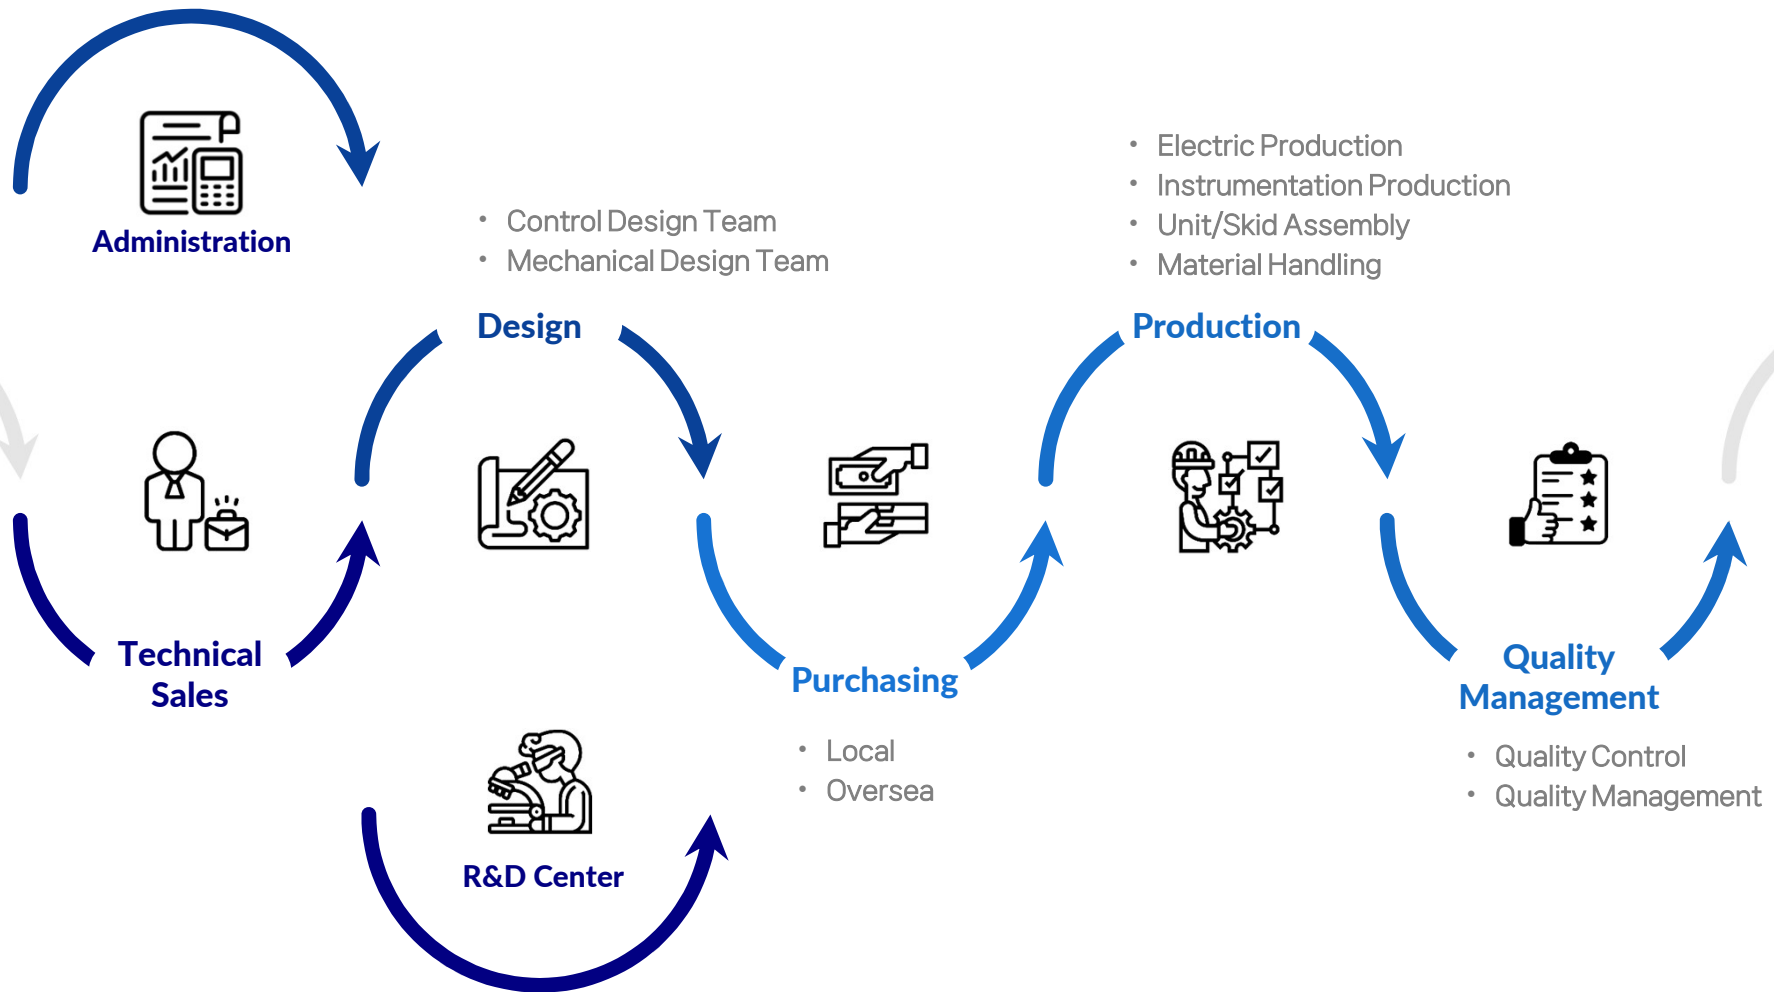 Administration
• Control Design Team
• Mechanical Design Team
Design
• Electric Production
• Instrumentation Production
• Unit/Skid Assembly
• Material Handling
Production
Technical
Sales
Purchasing
• Local
• Oversea
Quality
Management
• Quality Control
• Quality Management
R&D Center